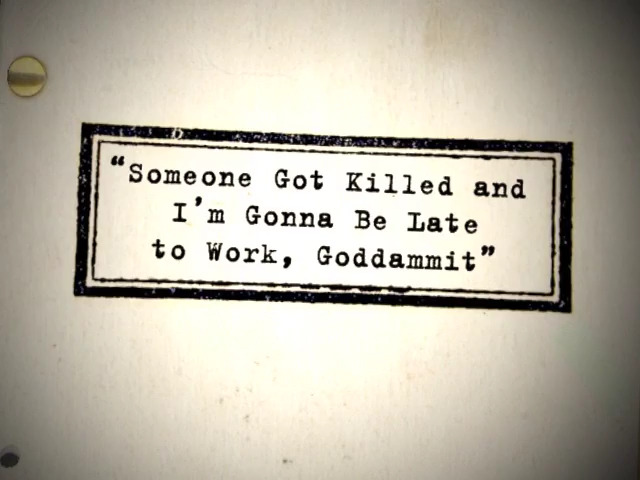 “Someone Got Killed and
I'm Gonna Be Late
to Work, Goddammit”